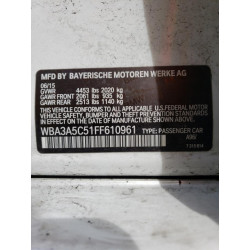 MFD BY BAYERISCHE MOTOREN WERKE AG
06/15
GVWR 4453 lbs 2020 kg
GAWR FRONT 2061 lbs 935 kg
GAWR REAR 2513 lbs 1140 kg
THIS VEHICLE CONFORMS TO ALL
APPLICABLE U.S. FEDERAL MOTOR
VEHICLE SAFETY, BUMPER, AND
THEFT PREVENTION STANDARDS
IN EFFECT ON THE DATE OF
MANUFACTURE SHOWN ABOVE.
WBA3A5C51FF610961 TYPE: PASSENGER CAR